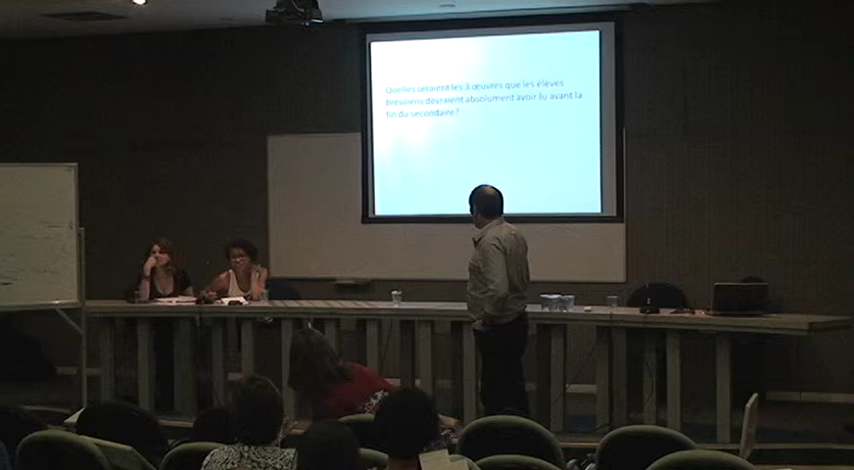 Quelles seraient les 3 œuvres que les élèves
brésiliens devraient absolument avoir lu avant la
fin du secondaire?